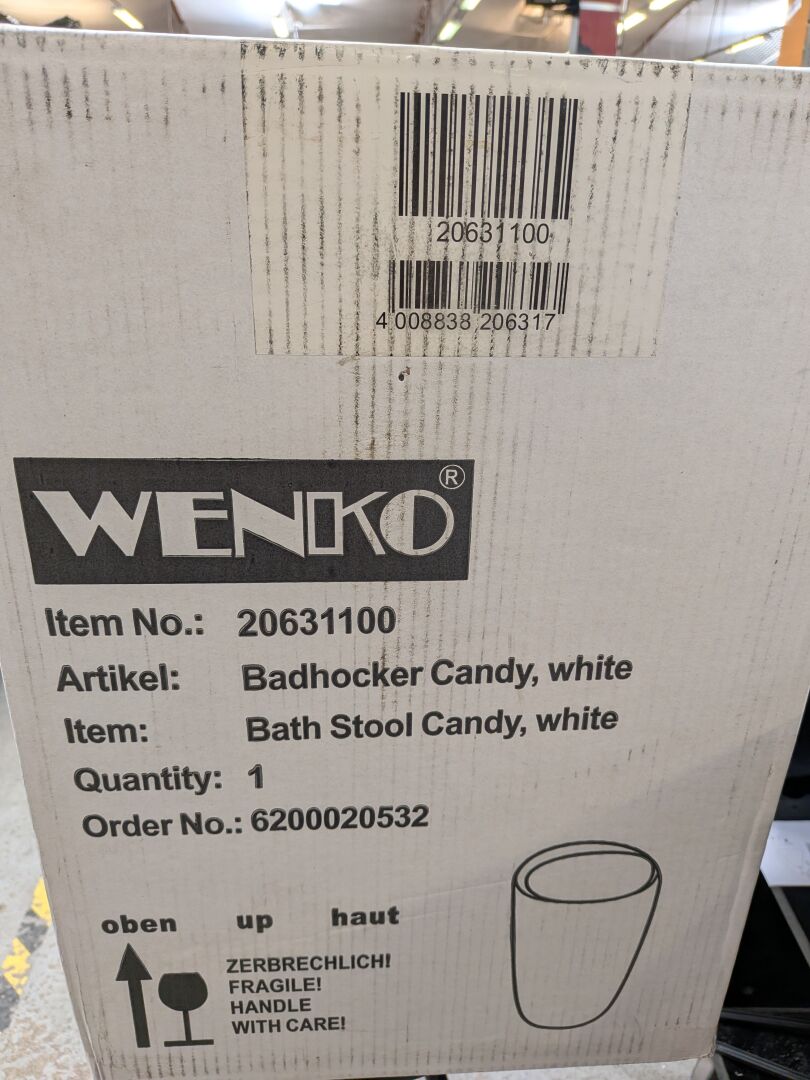 20631100
4 008838 206317
WENKO®
Item No.: 20631100
Artikel: Badhocker Candy, white
Item: Bath Stool Candy, white
Quantity: 1
Order No.: 6200020532
oben up haut
ZERBRECHLICH!
FRAGILE!
HANDLE
WITH CARE!